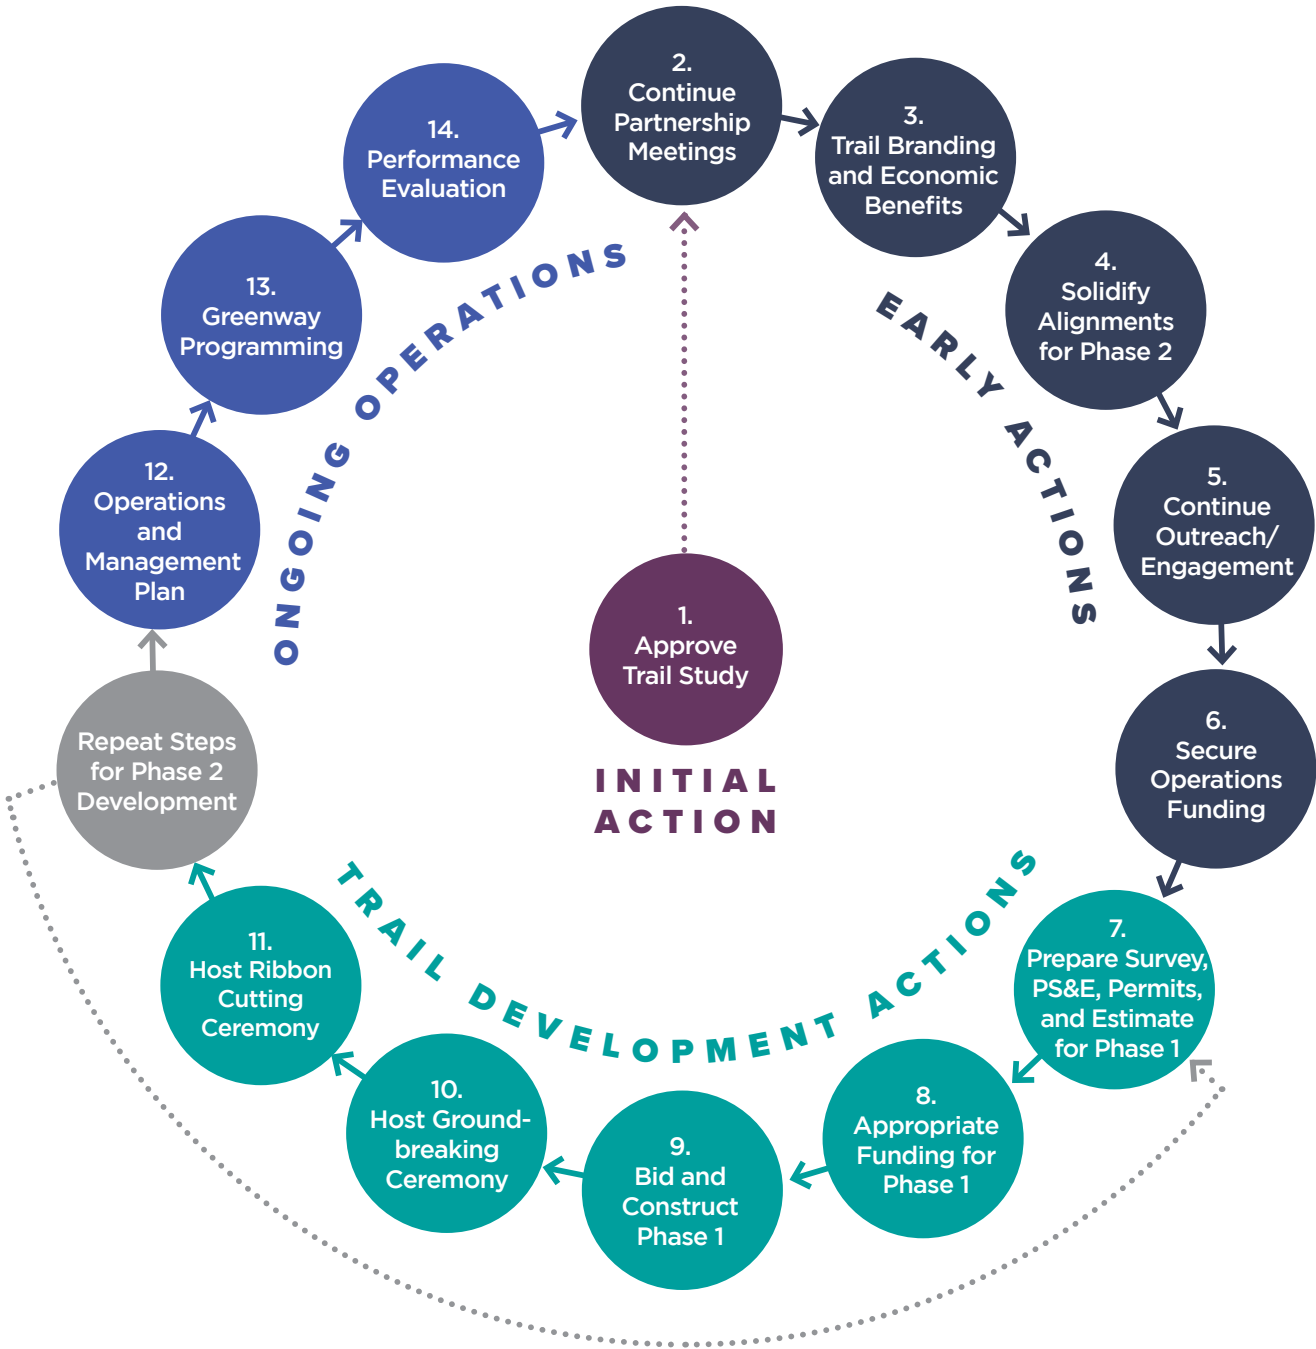 1.
Approve
Trail Study
INITIAL
ACTION
2.
Continue
Partnership
Meetings
3.
Trail Branding
and Economic
Benefits
4.
Solidify
Alignments
for Phase 2
5.
Continue
Outreach/
Engagement
6.
Secure
Operations
Funding
EARLY ACTIONS
7.
Prepare Survey,
PS&E, Permits,
and Estimate
for Phase 1
8.
Appropriate
Funding for
Phase 1
9.
Bid and
Construct
Phase 1
10.
Host Ground-
breaking
Ceremony
11.
Host Ribbon
Cutting
Ceremony
TRAIL DEVELOPMENT ACTIONS
Repeat Steps
for Phase 2
Development
12.
Operations
and
Management
Plan
13.
Greenway
Programming
14.
Performance
Evaluation
ONGOING OPERATIONS